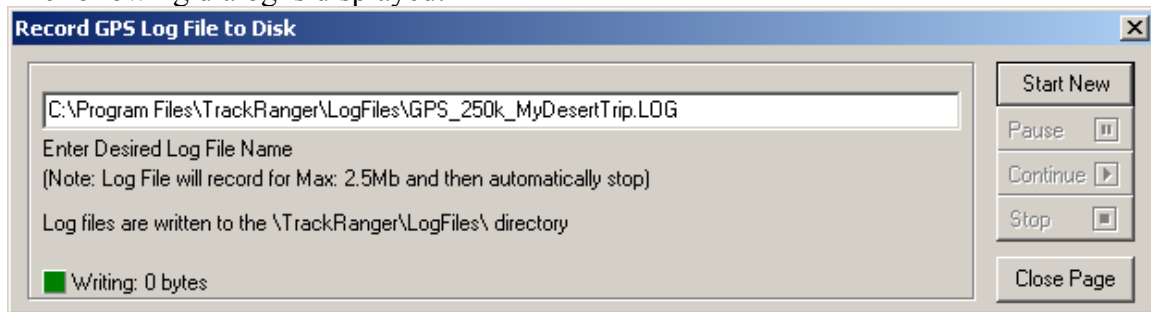 Record GPS Log File to Disk
C:\Program Files\TrackRanger\LogFiles\GPS_250k_MyDesertTrip.LOG
Enter Desired Log File Name
(Note: Log File will record for Max: 2.5Mb and then automatically stop)
Log files are written to the \TrackRanger\LogFiles\ directory
Writing: 0 bytes
Start New
Pause
Continue
Stop
Close Page